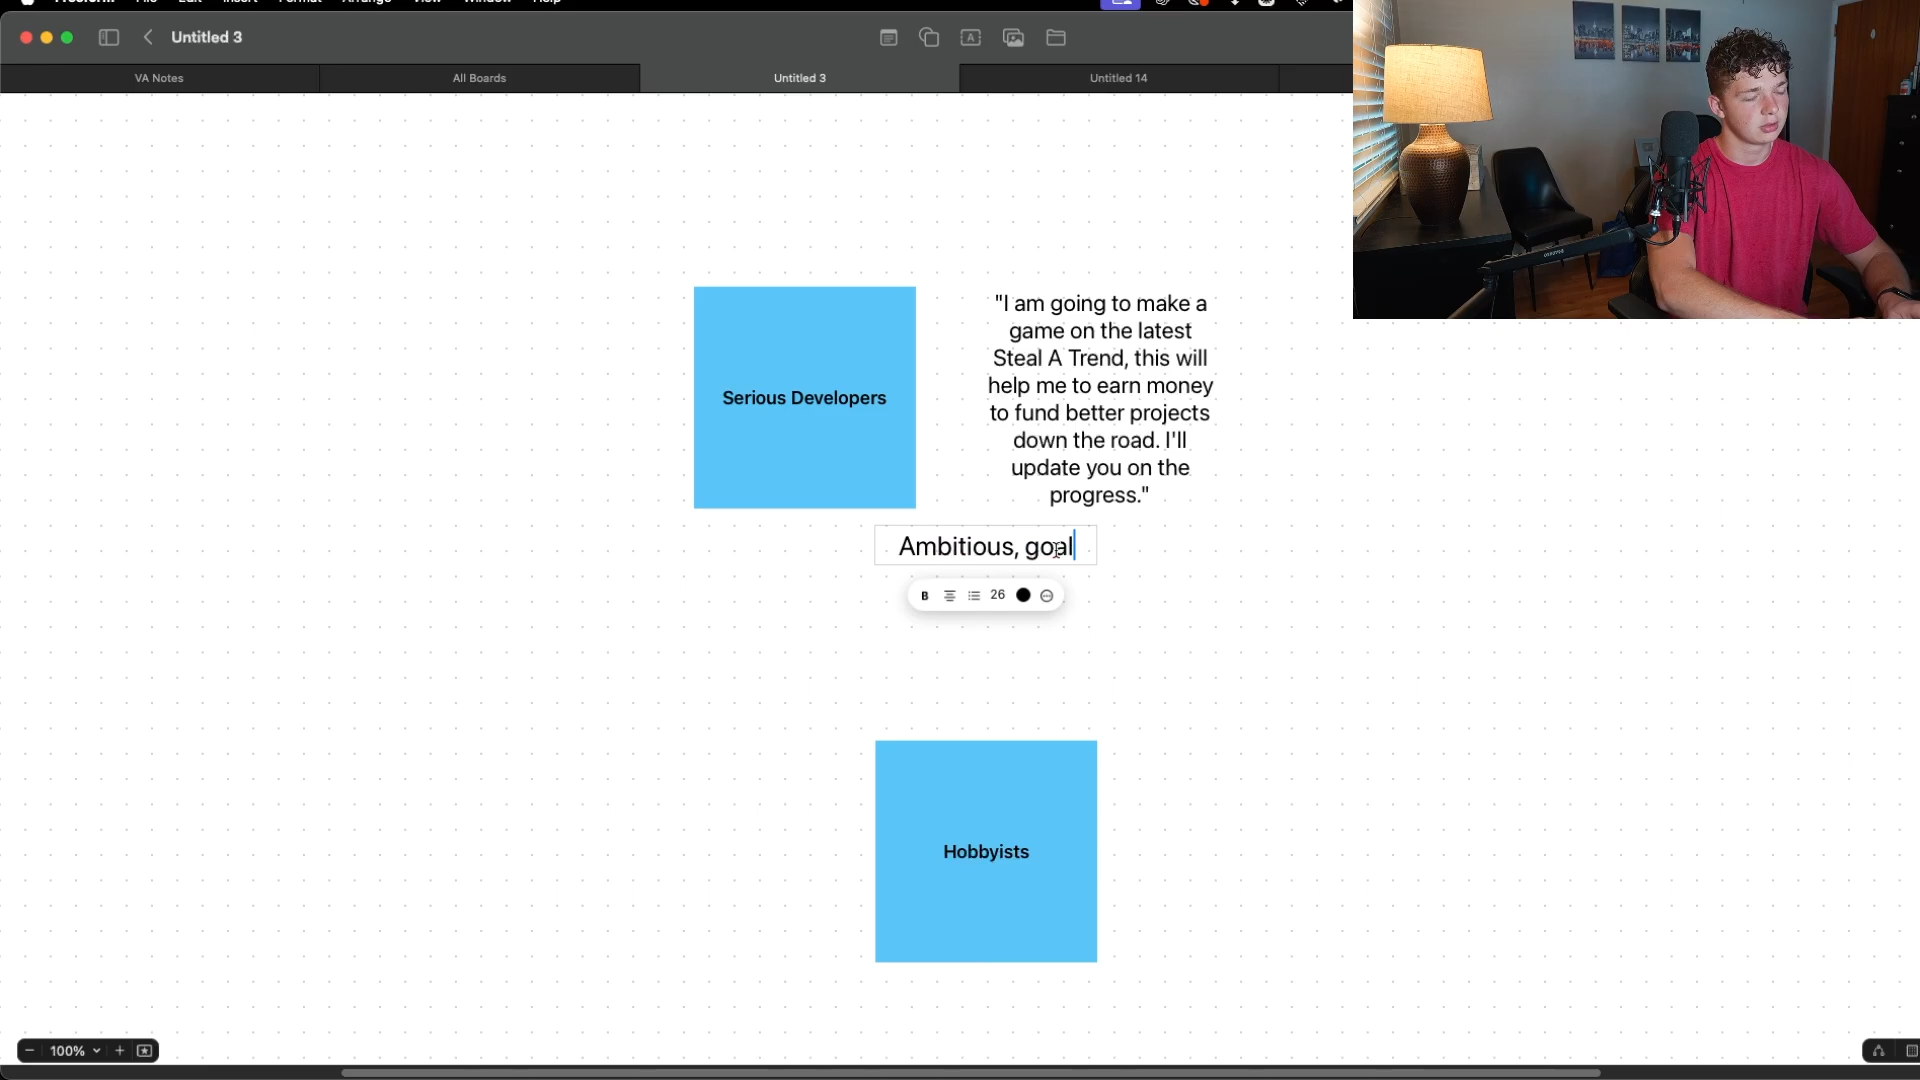 Untitled 3
VA Notes
All Boards
Untitled 3
Untitled 14
Serious Developers
"I am going to make a
game on the latest
Steal A Trend, this will
help me to earn money
to fund better projects
down the road. I'll
update you on the
progress."
Ambitious, goal
B
26
Hobbyists
100%